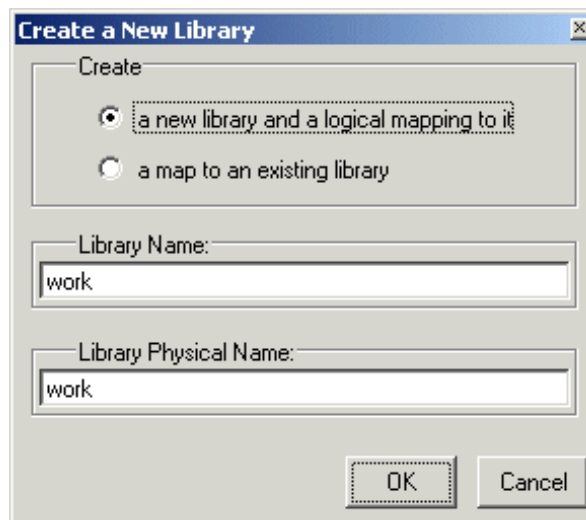 Create a New Library
Create
a new library and a logical mapping to it
a map to an existing library
Library Name:
work
Library Physical Name:
work
OK Cancel